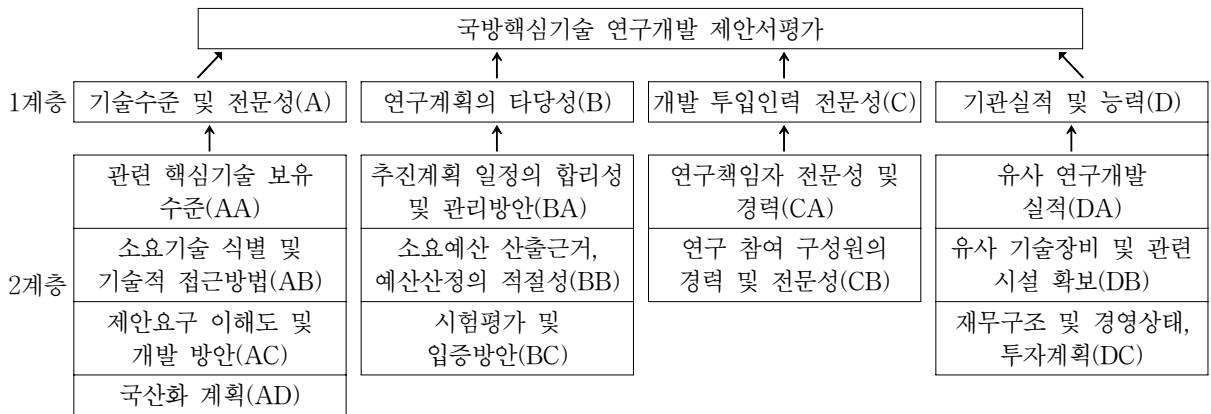 국방핵심기술 연구개발 제안서평가
1계층
기술수준 및 전문성(A)
연구계획의 타당성(B)
개발 투입인력 전문성(C)
기관실적 및 능력(D)
2계층
관련 핵심기술 보유
수준(AA)
소요기술 식별 및
기술적 접근방법(AB)
제안요구 이해도 및
개발 방안(AC)
국산화 계획(AD)
추진계획 일정의 합리성
및 관리방안(BA)
소요예산 산출근거,
예산산정의 적절성(BB)
시험평가 및
입증방안(BC)
연구책임자 전문성 및
경력(CA)
연구 참여 구성원의
경력 및 전문성(CB)
유사 연구개발
실적(DA)
유사 기술장비 및 관련
시설 확보(DB)
재무구조 및 경영상태,
투자계획(DC)